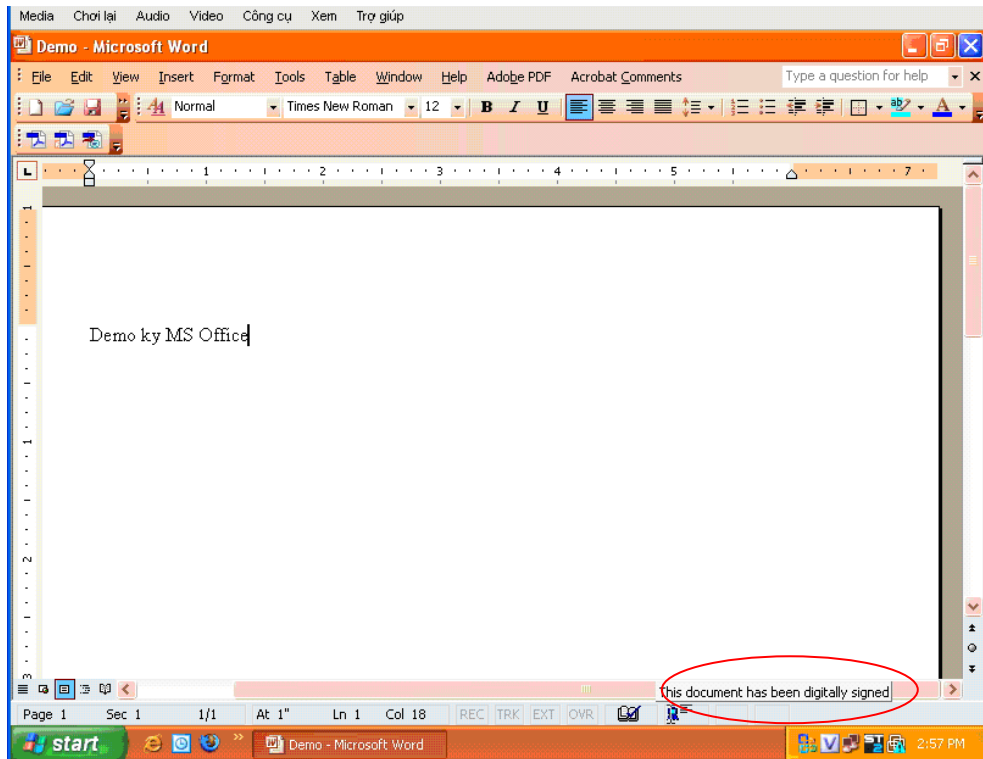 Media Chơi lại Audio Video Công cụ Xem Trợ giúp
Demo - Microsoft Word
File Edit View Insert Format Tools Table Window Help Adobe PDF Acrobat Comments Type a question for help
Normal Times New Roman 12 B I U A
L 1 2 3 4 5 7
Demo ky MS Office
1
2
3
This document has been digitally signed
Page 1 Sec 1 1/1 At 1" Ln 1 Col 18 REC TRK EXT OVR
start Demo - Microsoft Word 2:57 PM